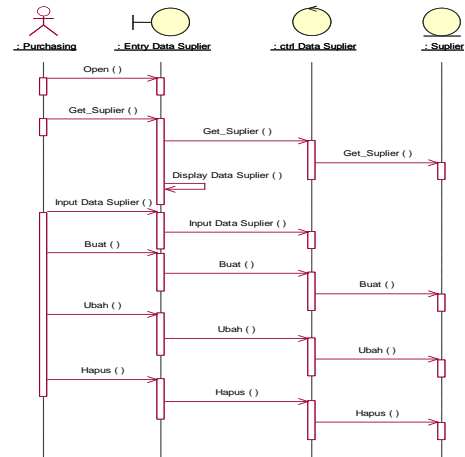 : Purchasing
: Entry Data Suplier
: ctrl Data Suplier
: Suplier
Open ( )
Get_Suplier ( )
Get_Suplier ( )
Get_Suplier ( )
Display Data Suplier ( )
Input Data Suplier ( )
Input Data Suplier ( )
Buat ( )
Buat ( )
Buat ( )
Ubah ( )
Ubah ( )
Ubah ( )
Hapus ( )
Hapus ( )
Hapus ( )